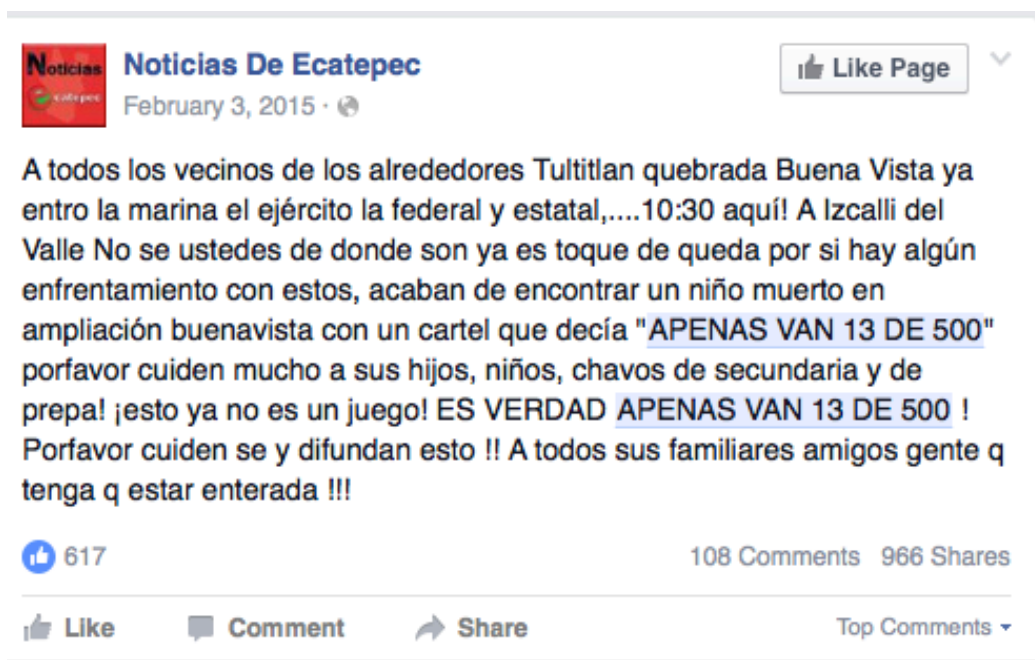 Noticias
Ecatepec
Noticias De Ecatepec
Like Page
February 3, 2015 ·
A todos los vecinos de los alrededores Tultitlan quebrada Buena Vista ya
entro la marina el ejército la federal y estatal,....10:30 aquí! A Izcalli del
Valle No se ustedes de donde son ya es toque de queda por si hay algún
enfrentamiento con estos, acaban de encontrar un niño muerto en
ampliación buenavista con un cartel que decía "APENAS VAN 13 DE 500"
porfavor cuiden mucho a sus hijos, niños, chavos de secundaria y de
prepa! ¡esto ya no es un juego! ES VERDAD APENAS VAN 13 DE 500 !
Porfavor cuiden se y difundan esto !! A todos sus familiares amigos gente q
tenga q estar enterada !!!
617
108 Comments 966 Shares
Like Comment Share
Top Comments